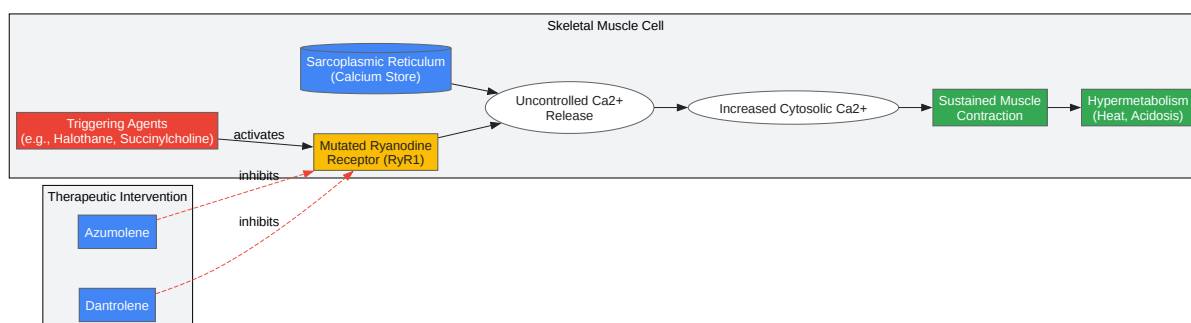 Skeletal Muscle Cell
Sarcoplasmic Reticulum
(Calcium Store)
Uncontrolled Ca2+
Release
Increased Cytosolic Ca2+
Sustained Muscle
Contraction
Hypermetabolism
(Heat, Acidosis)
Triggering Agents
(e.g., Halothane, Succinylcholine)
activates
Mutated Ryanodine
Receptor (RyR1)
inhibits
Therapeutic Intervention
Azumolene
inhibits
Dantrolene